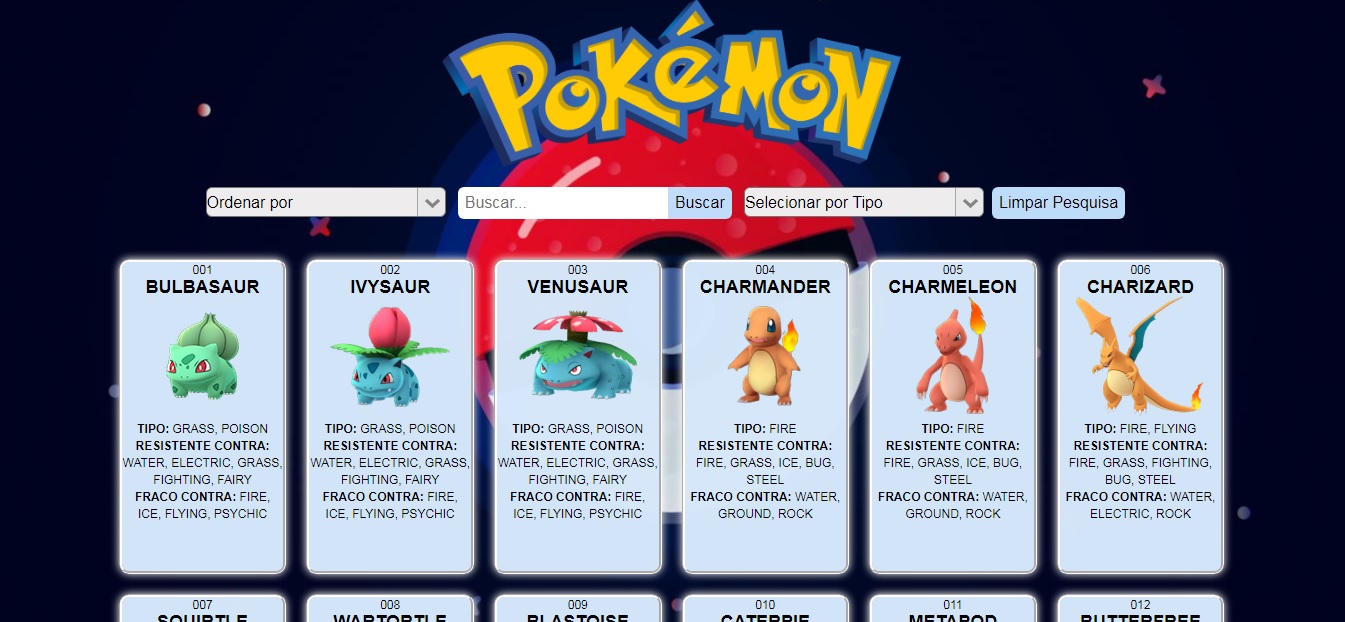 POKÉMON
Ordenar por
Buscar...
Buscar
Selecionar por Tipo
Limpar Pesquisa
001
BULBASAUR
TIPO: GRASS, POISON
RESISTENTE CONTRA:
WATER, ELECTRIC, GRASS,
FIGHTING, FAIRY
FRACO CONTRA: FIRE,
ICE, FLYING, PSYCHIC
002
IVYSAUR
TIPO: GRASS, POISON
RESISTENTE CONTRA:
WATER, ELECTRIC, GRASS,
FIGHTING, FAIRY
FRACO CONTRA: FIRE,
ICE, FLYING, PSYCHIC
003
VENUSAUR
TIPO: GRASS, POISON
RESISTENTE CONTRA:
WATER, ELECTRIC, GRASS,
FIGHTING, FAIRY
FRACO CONTRA: FIRE,
ICE, FLYING, PSYCHIC
004
CHARMANDER
TIPO: FIRE
RESISTENTE CONTRA:
FIRE, GRASS, ICE, BUG,
STEEL
FRACO CONTRA: WATER,
GROUND, ROCK
005
CHARMELEON
TIPO: FIRE
RESISTENTE CONTRA:
FIRE, GRASS, ICE, BUG,
STEEL
FRACO CONTRA: WATER,
GROUND, ROCK
006
CHARIZARD
TIPO: FIRE, FLYING
RESISTENTE CONTRA:
FIRE, GRASS, FIGHTING,
BUG, STEEL
FRACO CONTRA: WATER,
ELECTRIC, ROCK
007
SQUIRTLE
008
WARTORTLE
009
BLASTOISE
010
CATERPIE
011
METAPOD
012
BUTTERFREE